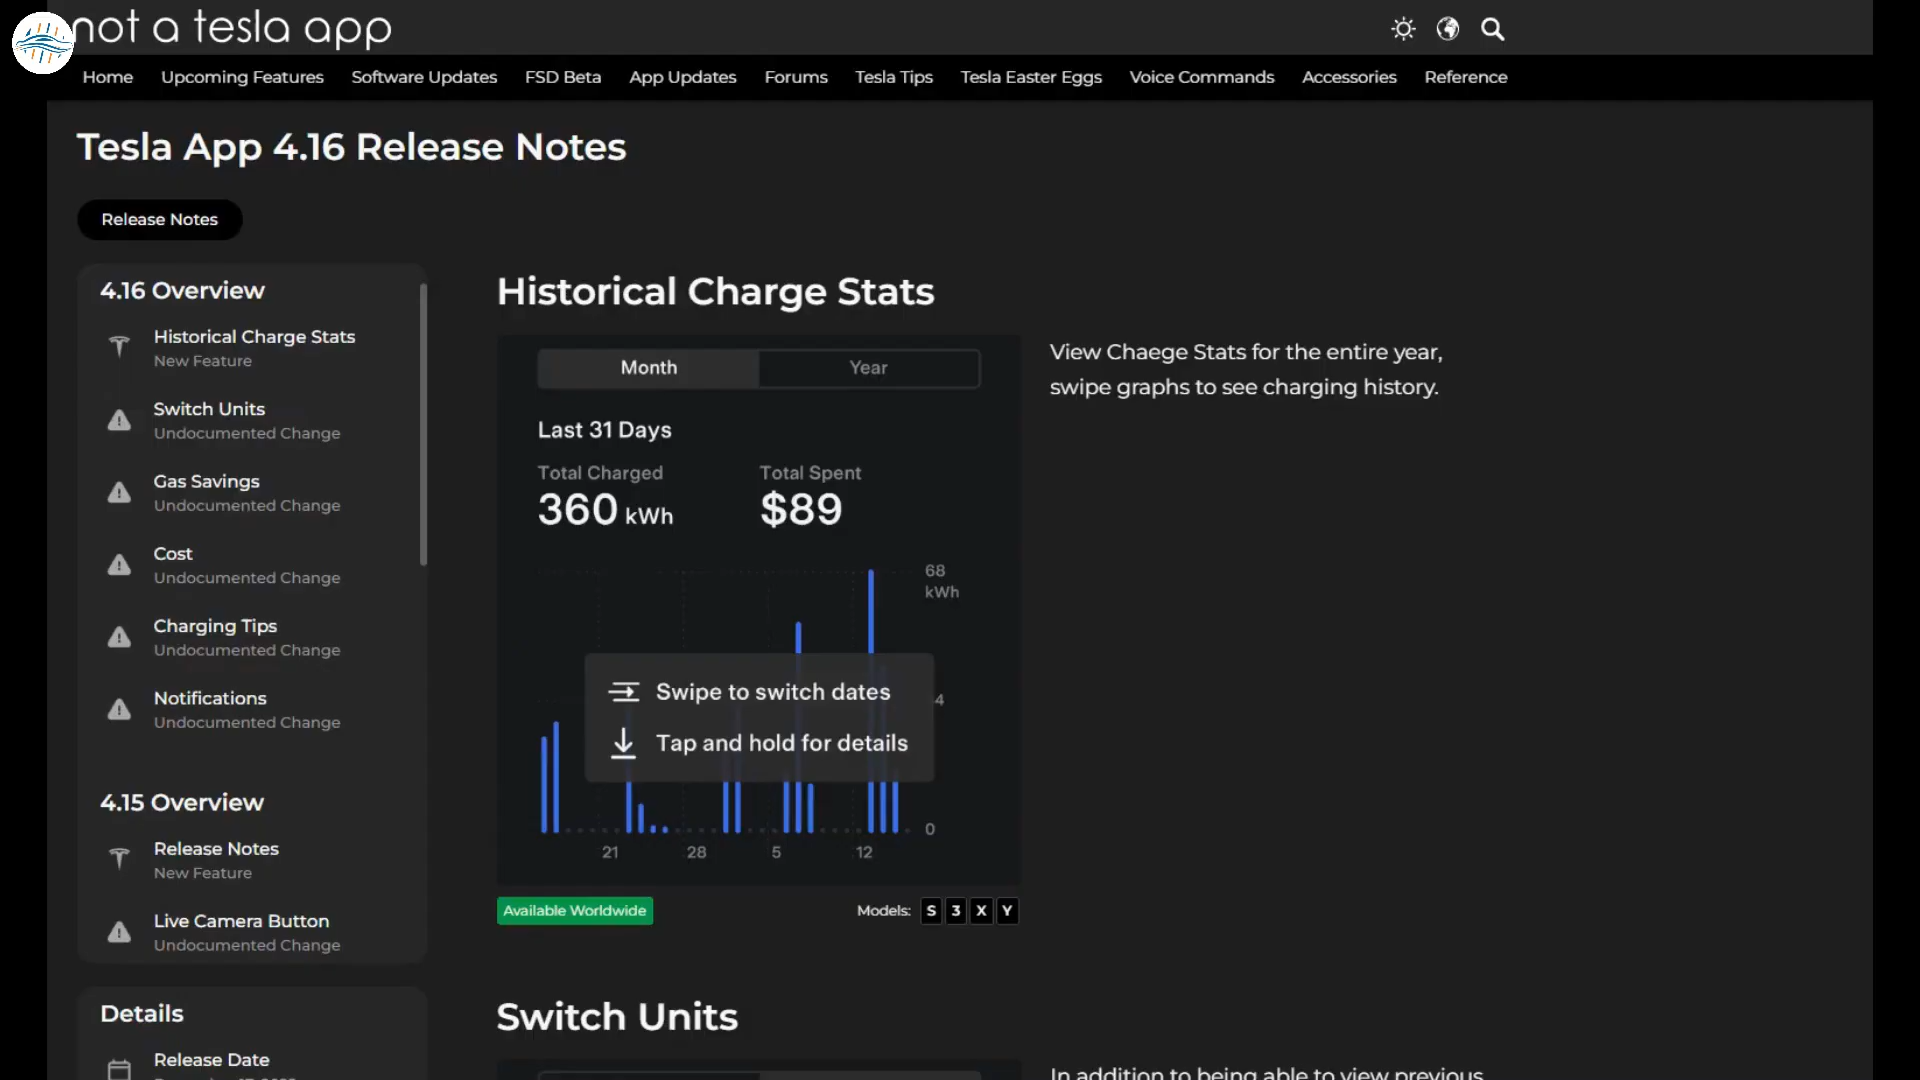 not a tesla app
Home Upcoming Features Software Updates FSD Beta App Updates Forums Tesla Tips Tesla Easter Eggs Voice Commands Accessories Reference
Tesla App 4.16 Release Notes
Release Notes
4.16 Overview
Historical Charge Stats
New Feature
Switch Units
Undocumented Change
Gas Savings
Undocumented Change
Cost
Undocumented Change
Charging Tips
Undocumented Change
Notifications
Undocumented Change
4.15 Overview
Release Notes
New Feature
Live Camera Button
Undocumented Change
Details
Release Date
Historical Charge Stats
Month Year
Last 31 Days
Total Charged Total Spent
360 kWh $89
68
kWh
Swipe to switch dates
4
Tap and hold for details
0
21 28 5 12
Available Worldwide Models: S 3 X Y
View Chaege Stats for the entire year,
swipe graphs to see charging history.
Switch Units
In addition to being able to view previous